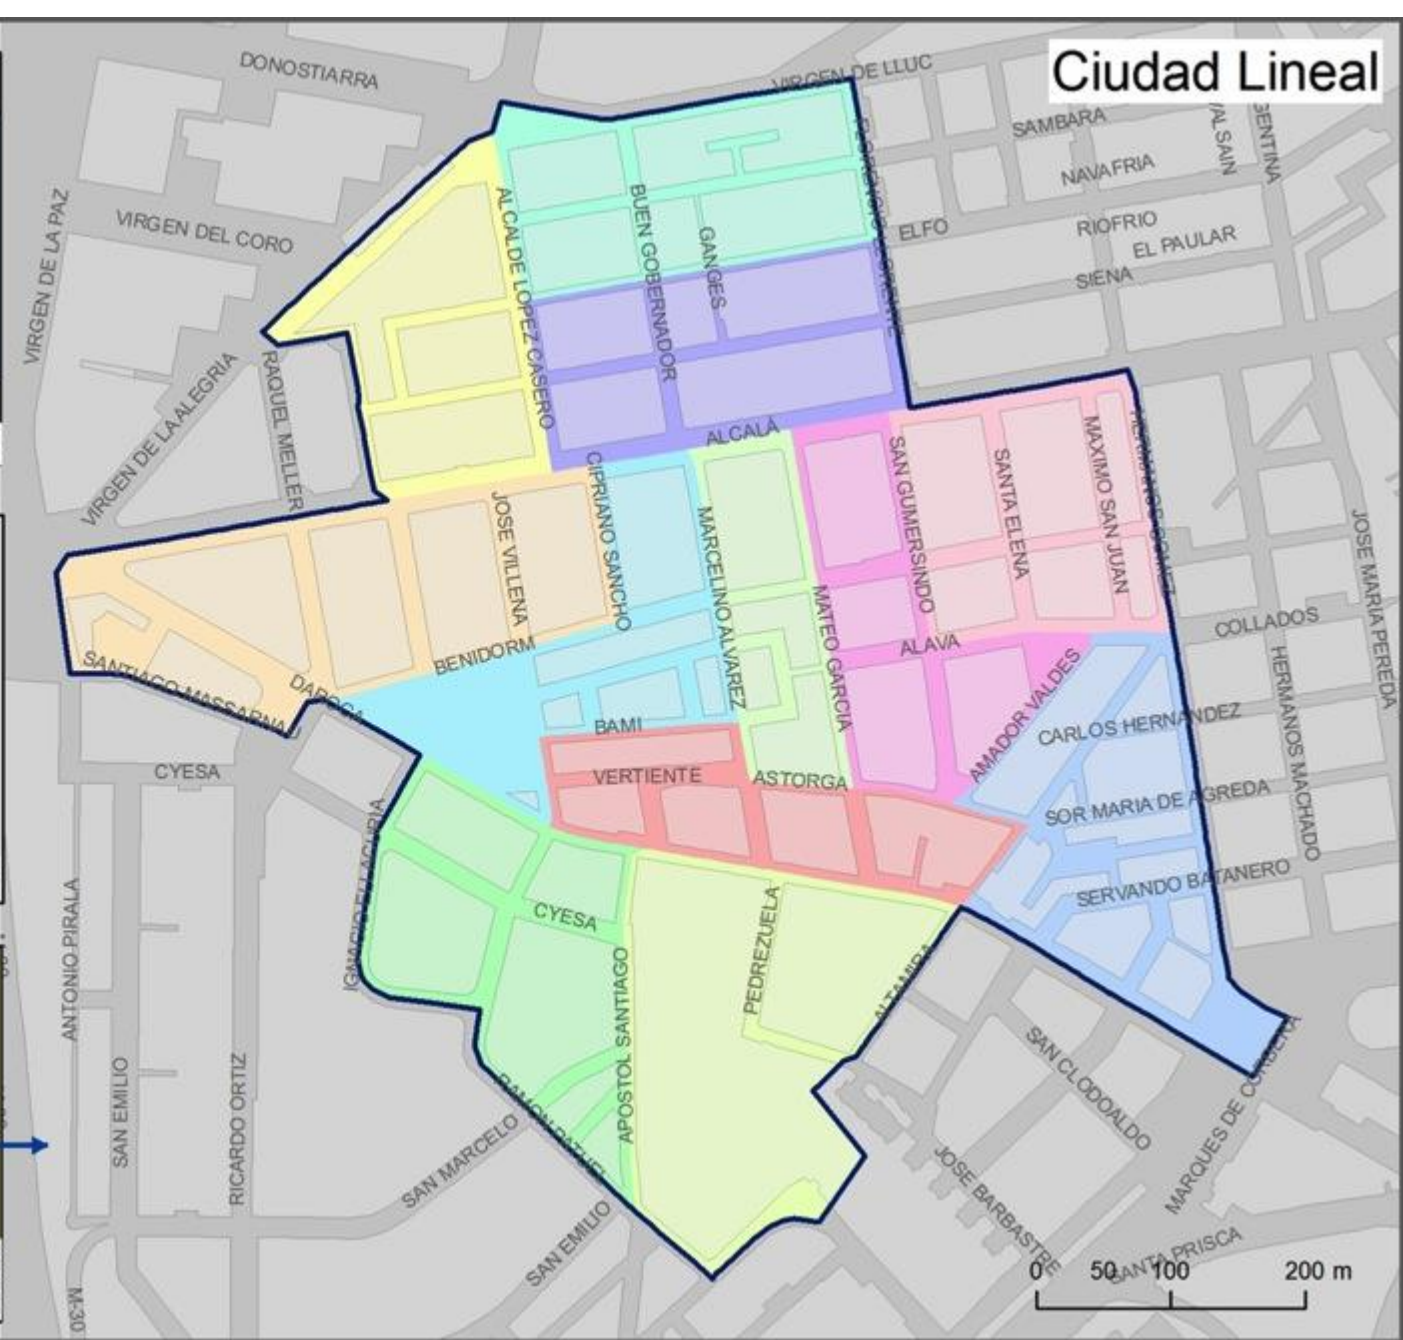 Ciudad Lineal
DONOSTIARRA
VIRGEN DE LLUC
SAMBARA
NAVAFRIA
RIOFRIO
EL PAULAR
SIENA
ELFO
VIRGEN DE LA PAZ
VIRGEN DEL CORO
ALCALDE LOPEZ CASERO
BUEN GOBERNADOR
GANGES
VIRGEN DE LA ALEGRIA
RAQUEL MELLER
ALCALÁ
CIPRIANO SANCHO
JOSE VILLENA
MARCELINO ALVAREZ
MATEO GARCIA
SAN GUMERSINDO
SANTA ELENA
MAXIMO SAN JUAN
HERMANOS GOMEZ
JOSE MARIA PEREDA
COLLADOS
HERMANOS MACHADO
ALAVA
AMADOR VALDES
CARLOS HERNANDEZ
SOR MARIA DE AGREDA
SERVANDO BATANERO
BENIDORM
DAROCA
SANTIAGO MASSARNAU
BAMI
VERTIENTE
ASTORGA
CYESA
CYESA
ANTONIO PIRALA
SAN EMILIO
RICARDO ORTIZ
APOSTOL SANTIAGO
PEDREZUELA
ALTAMIRA
SAN MARCELO
SAN EMILIO
SAN CLODOALDO
JOSE BARBASTRE
MARQUES DE CORBERA
SANTA PRISCA
M-30
0 50 100 200 m